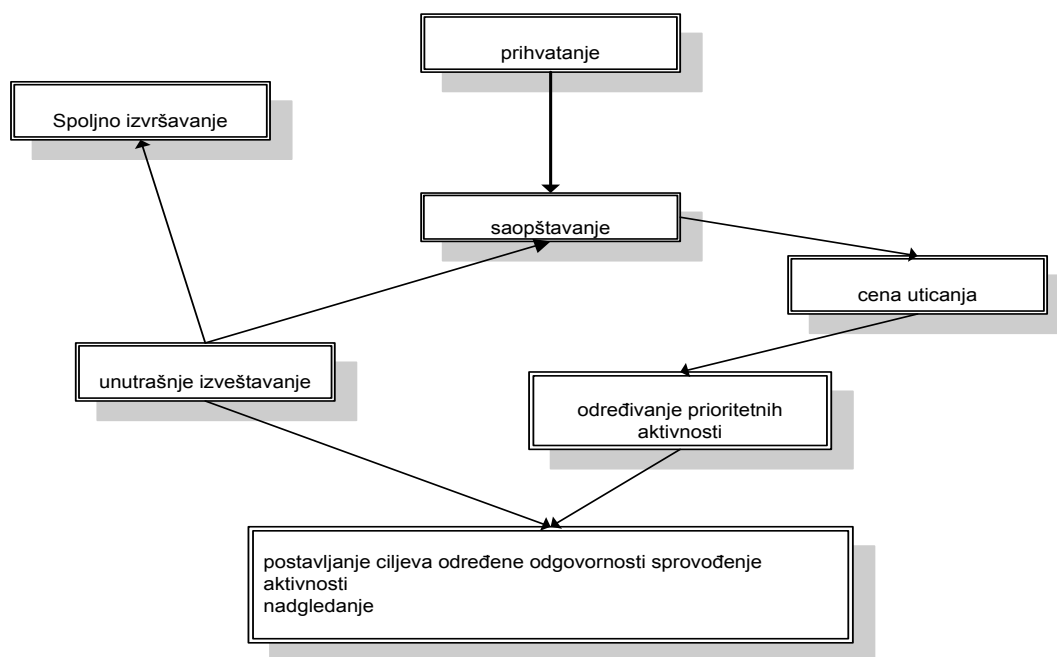 prihvatanje
Spoljno izvršavanje
saopštavanje
cena uticanja
unutrašnje izveštavanje
određivanje prioritetnih
aktivnosti
postavljanje ciljeva određene odgovornosti sprovođenje
aktivnosti
nadgledanje